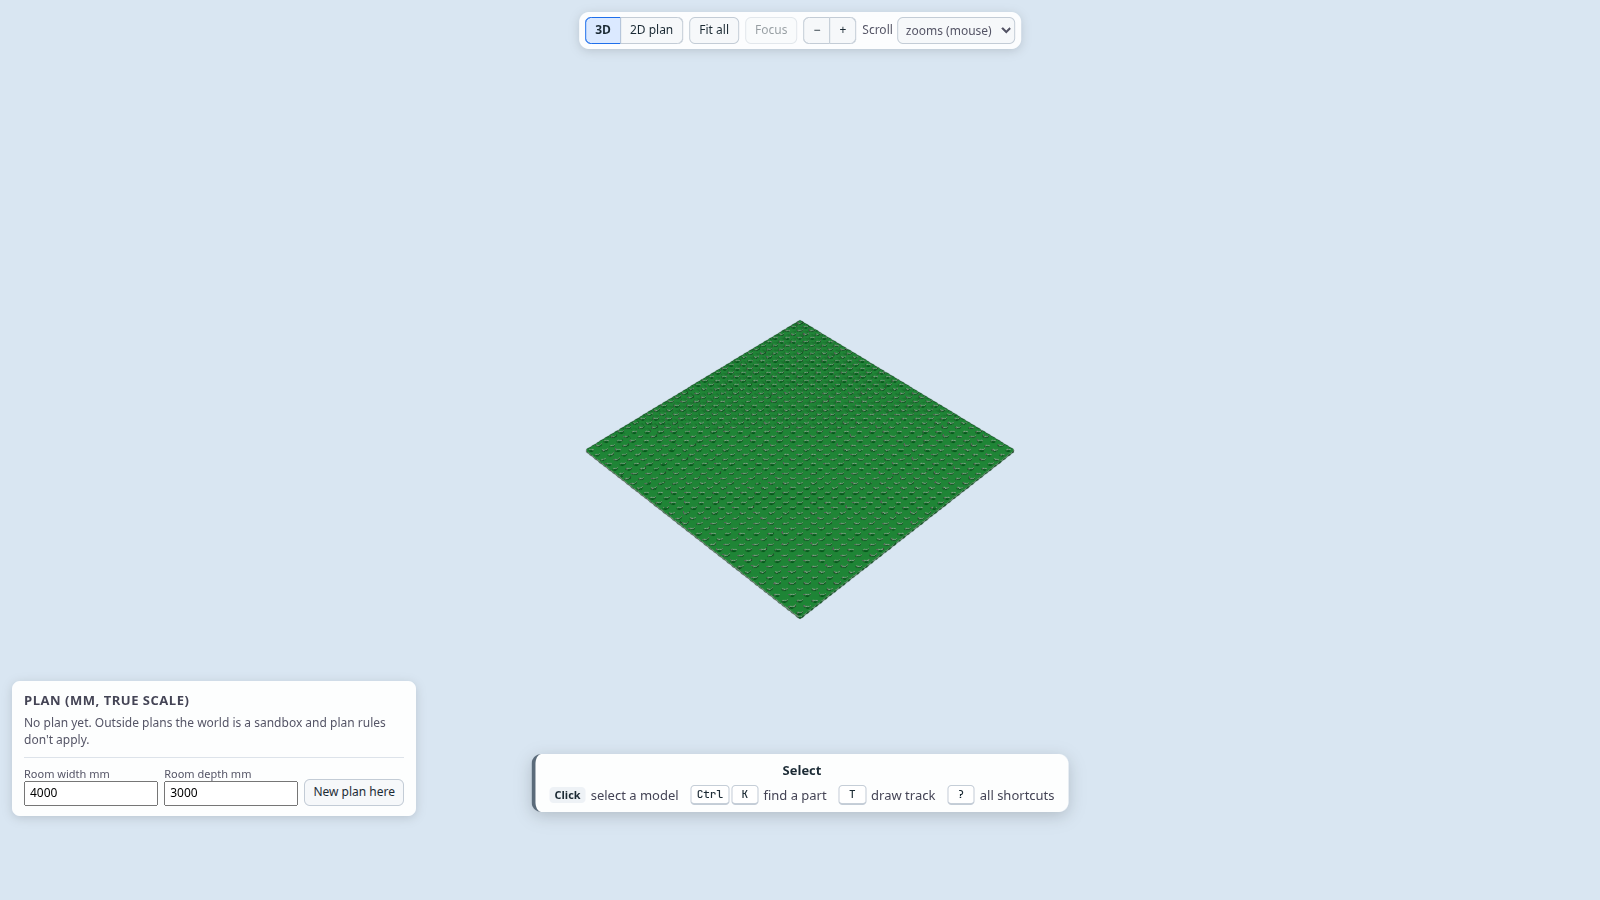 3D 2D plan Fit all Focus − + Scroll zooms (mouse)
PLAN (MM, TRUE SCALE)
No plan yet. Outside plans the world is a sandbox and plan rules
don't apply.
Room width mm Room depth mm
4000 3000 New plan here
Select
Click select a model Ctrl K find a part T draw track ? all shortcuts